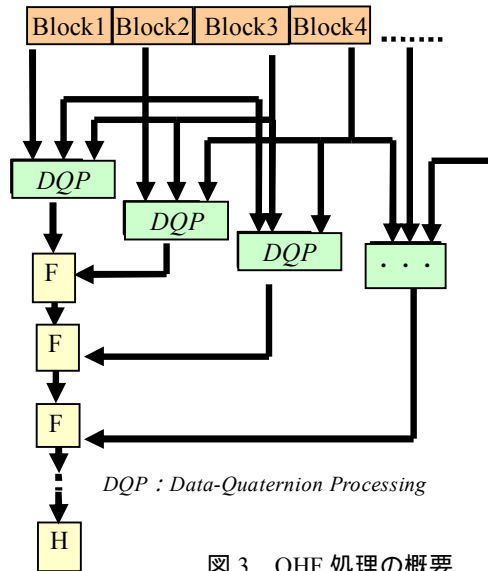 Block1 Block2 Block3 Block4 ........
DQP
DQP
DQP
・・・
F
F
F
DQP：Data-Quaternion Processing
H
図 3 QHF 処理の概要